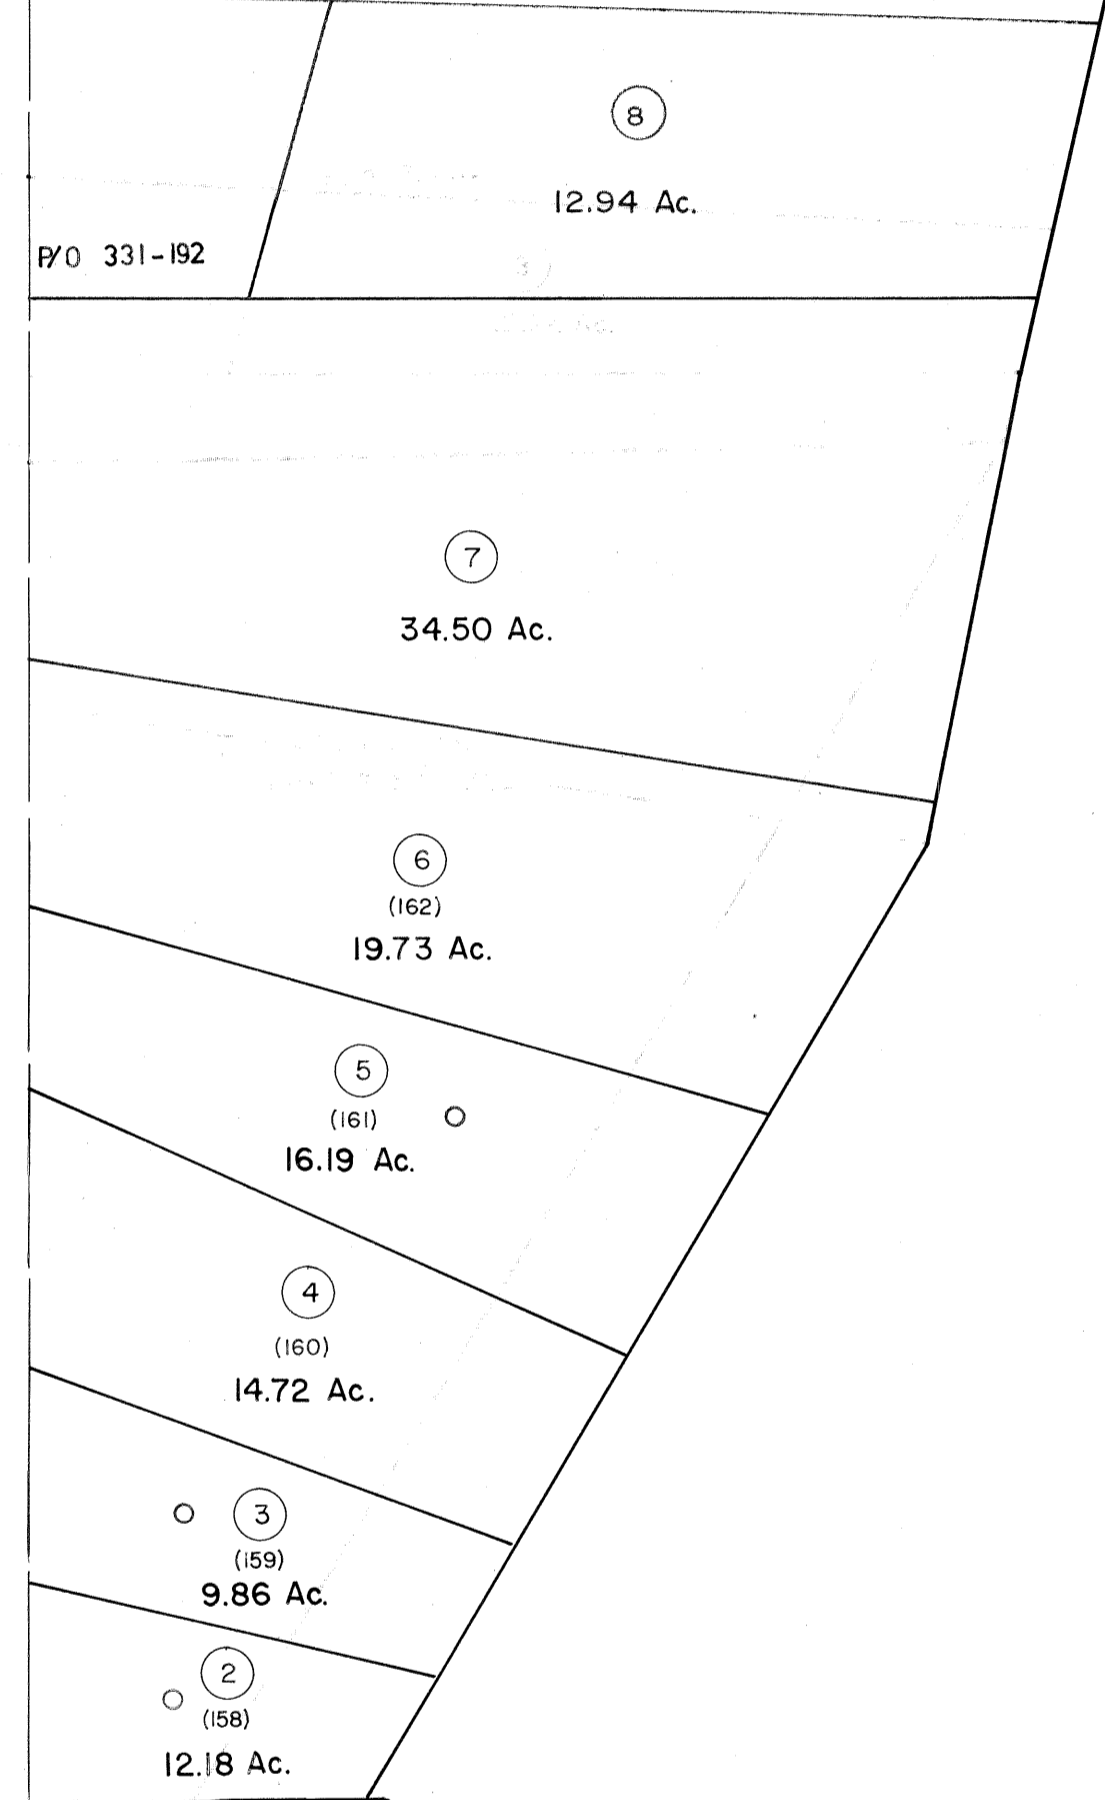 8
12.94 Ac.
P/O 331-192
7
34.50 Ac.
6
(162)
19.73 Ac.
5
(161)
16.19 Ac.
4
(160)
14.72 Ac.
3
(159)
9.86 Ac.
2
(158)
12.18 Ac.